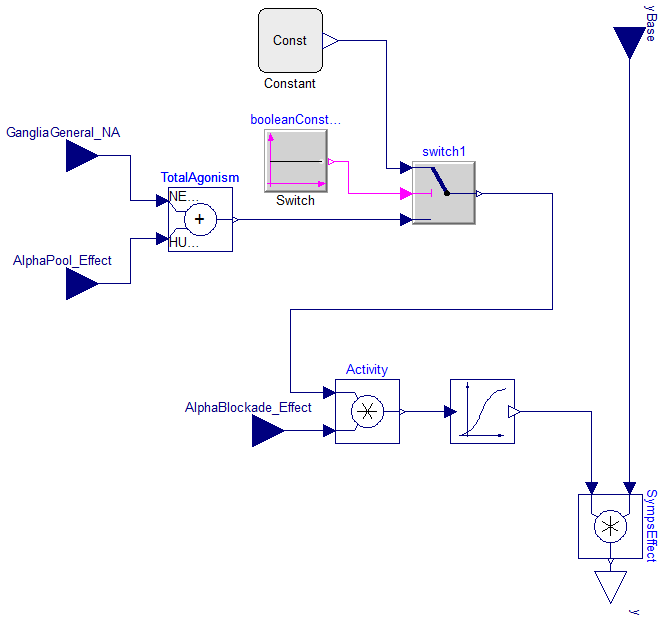 yBase
Const
Constant
booleanConst...
Switch
switch1
GangliaGeneral_NA
TotalAgonism
NE...
+
HU...
AlphaPool_Effect
Activity
AlphaBlockade_Effect
SympsEffect
y